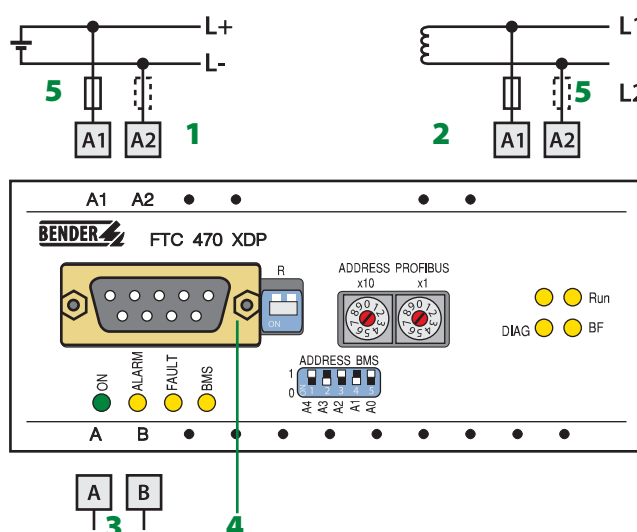 L+ L1
L-
5 5 L2
A1 A2 1 2 A1 A2
A1 A2
BENDER FTC 470 XDP
R ADDRESS PROFIBUS
x10 x1
ON
Run
DIAG BF
ADDRESS BMS
1
0
1 2 3 4 5
A4 A3 A2 A1 A0
ON ALARM FAULT BMS
A B
A B
3 4